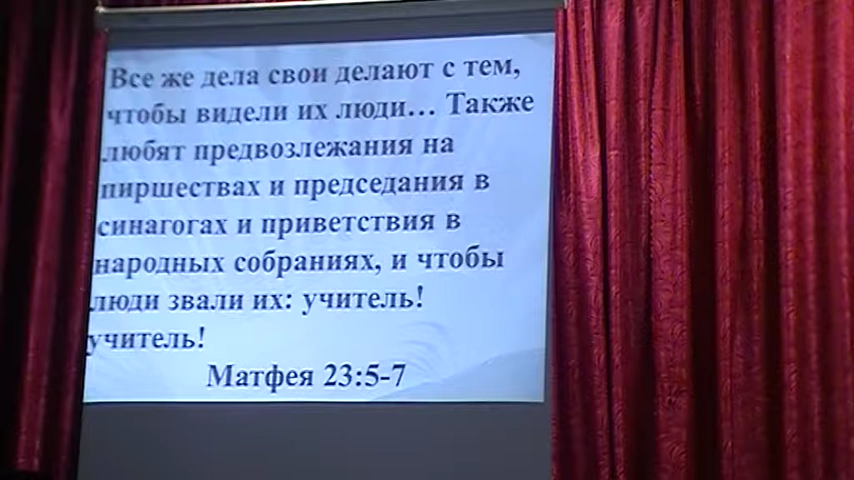 Все же дела свои делают с тем,
чтобы видели их люди... Также
любят предвозлежания на
пиршествах и председания в
синагогах и приветствия в
народных собраниях, и чтобы
люди звали их: учитель!
учитель!
Матфея 23:5-7